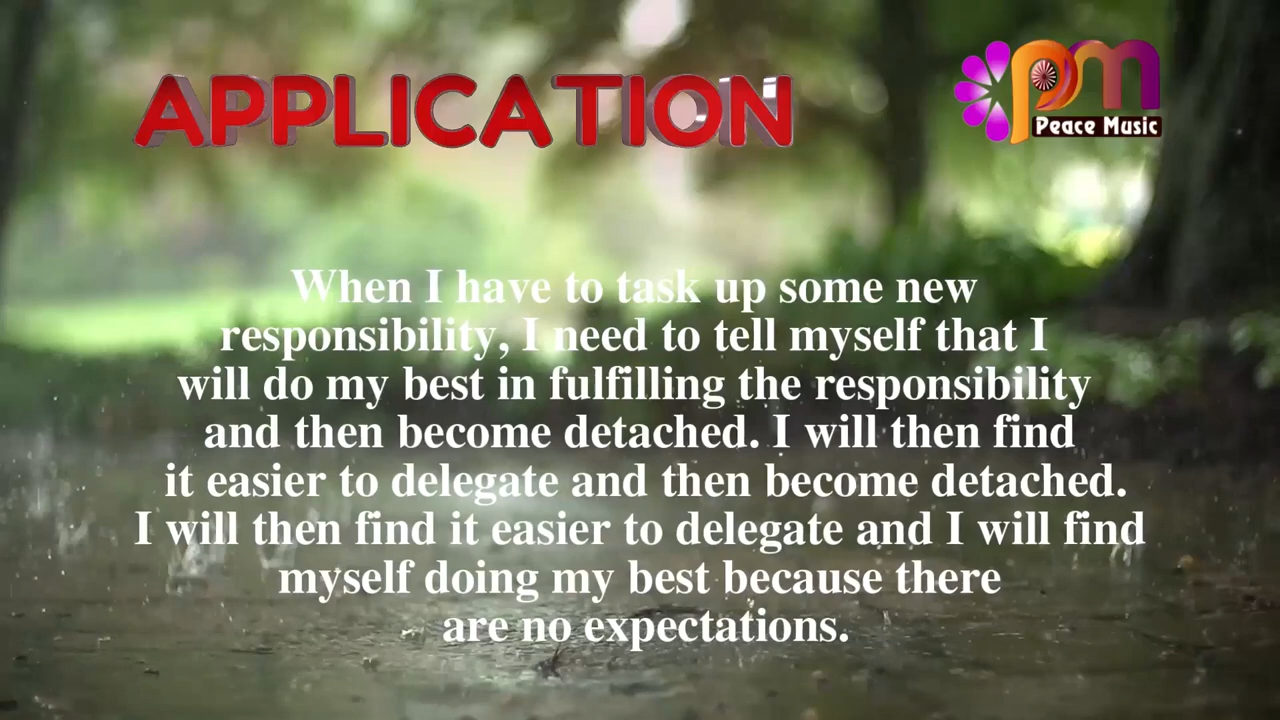 APPLICATION
pm
Peace Music
When I have to task up some new
responsibility, I need to tell myself that I
will do my best in fulfilling the responsibility
and then become detached. I will then find
it easier to delegate and then become detached.
I will then find it easier to delegate and I will find
myself doing my best because there
are no expectations.